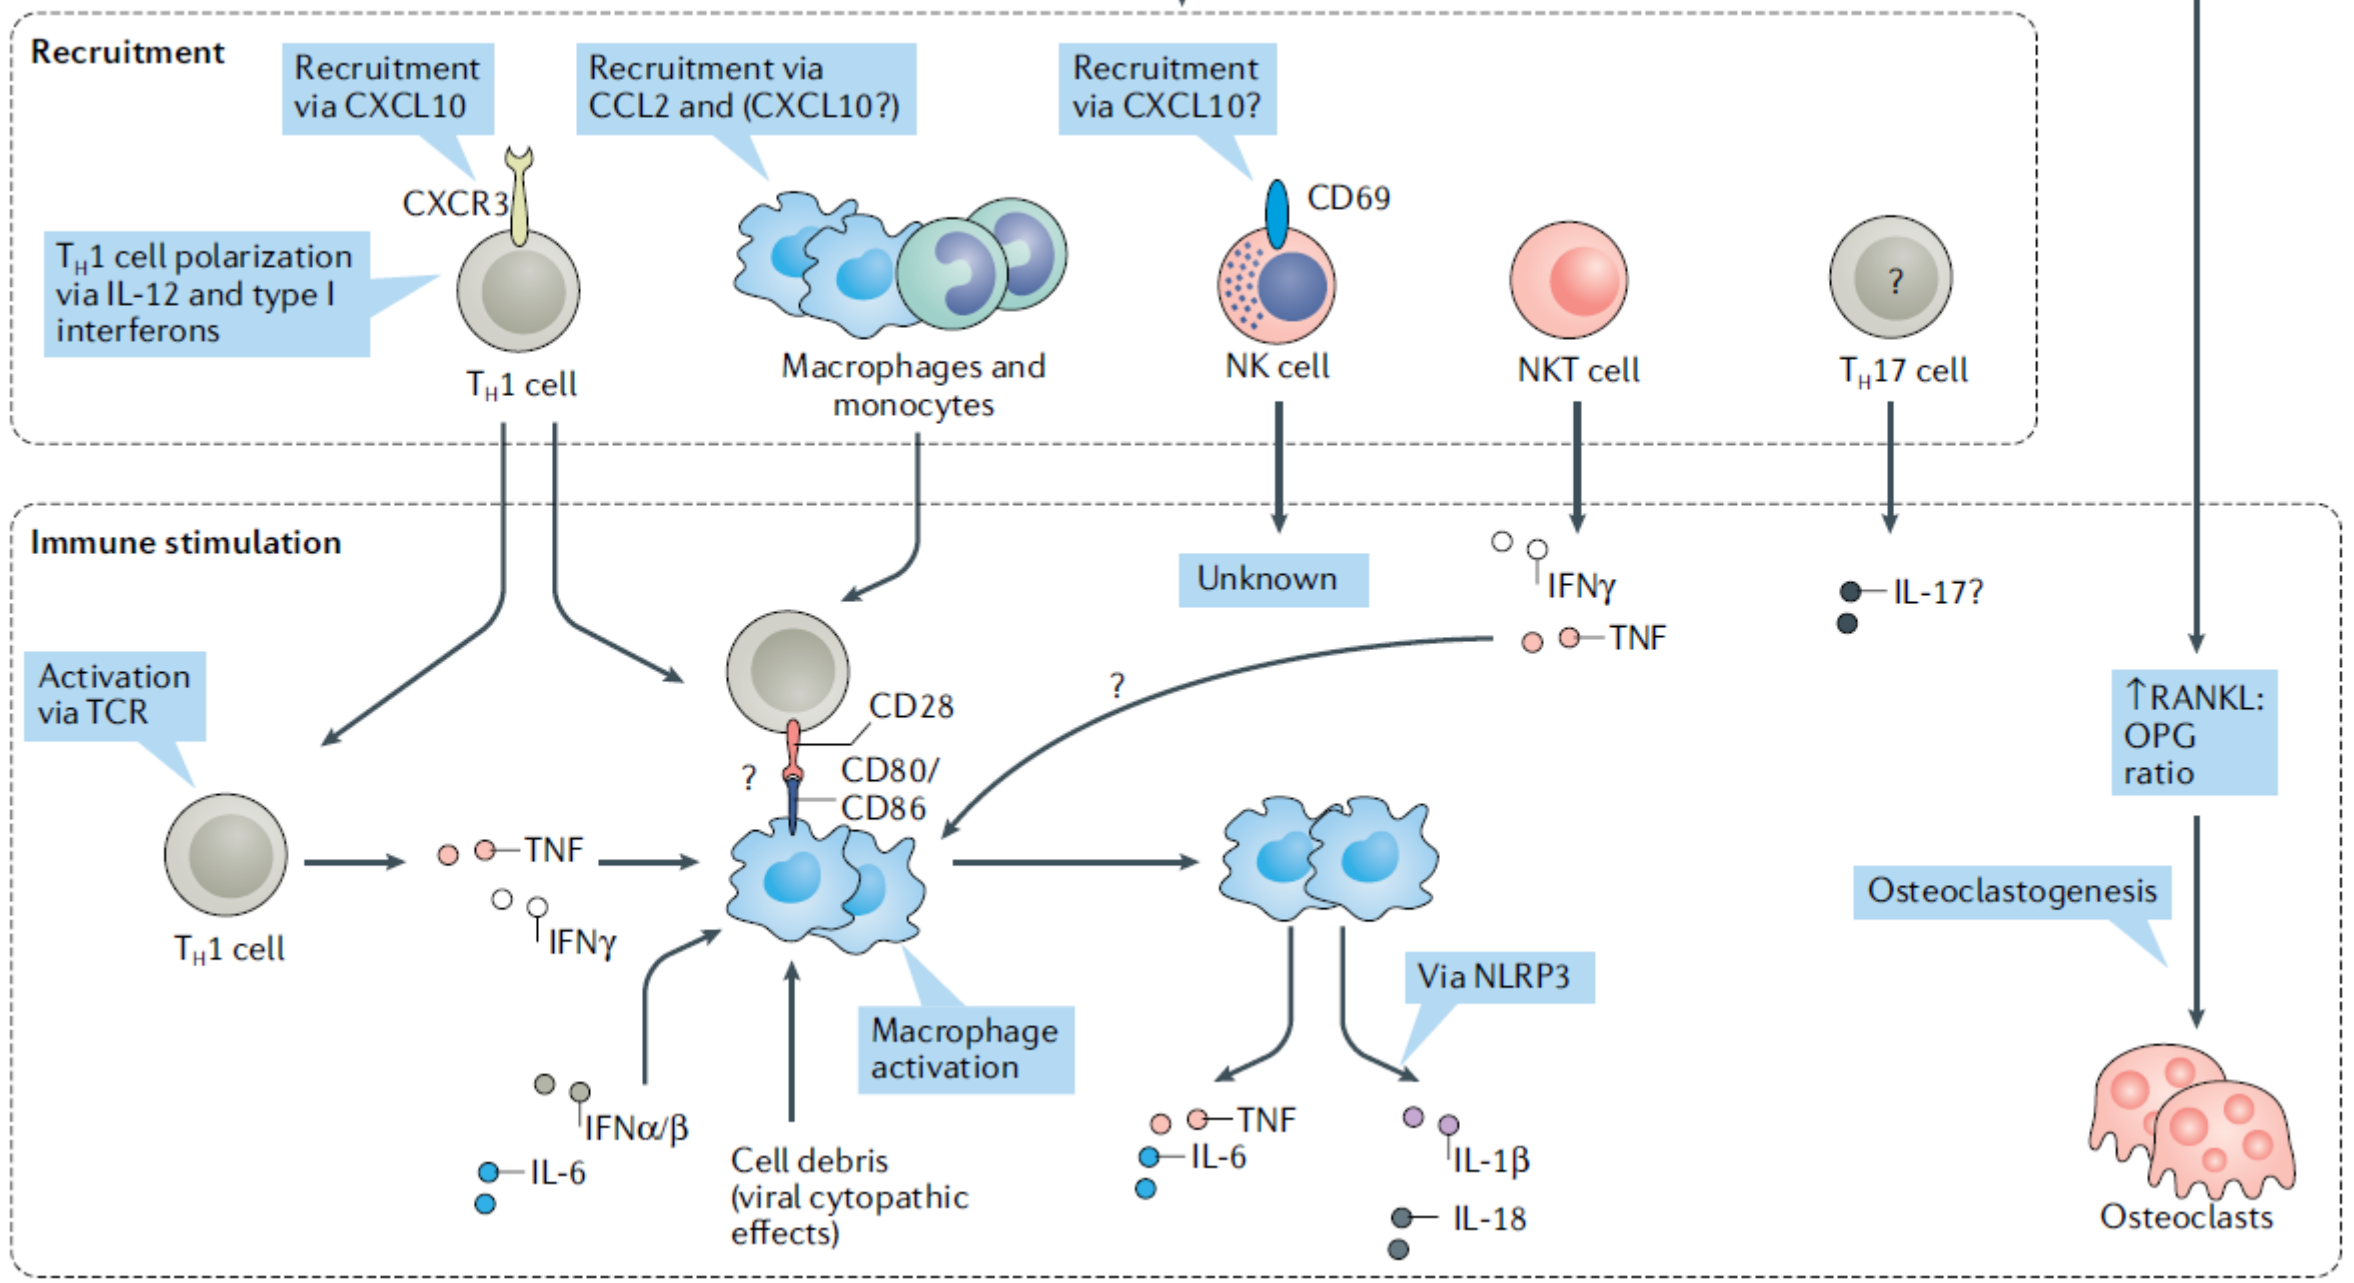 Recruitment
Recruitment
via CXCL10
Recruitment via
CCL2 and (CXCL10?)
Recruitment
via CXCL10?
CXCR3
CD69
TH1 cell polarization
via IL-12 and type I
interferons
?
TH1 cell
Macrophages and
monocytes
NK cell
NKT cell
TH17 cell
Immune stimulation
Unknown
IFNγ
TNF
IL-17?
Activation
via TCR
?
CD28
?
CD80/
CD86
↑RANKL:
OPG
ratio
TNF
IFNγ
TH1 cell
Osteoclastogenesis
Via NLRP3
Macrophage
activation
IFNα/β
IL-6
Cell debris
(viral cytopathic
effects)
TNF
IL-6
IL-1β
IL-18
Osteoclasts